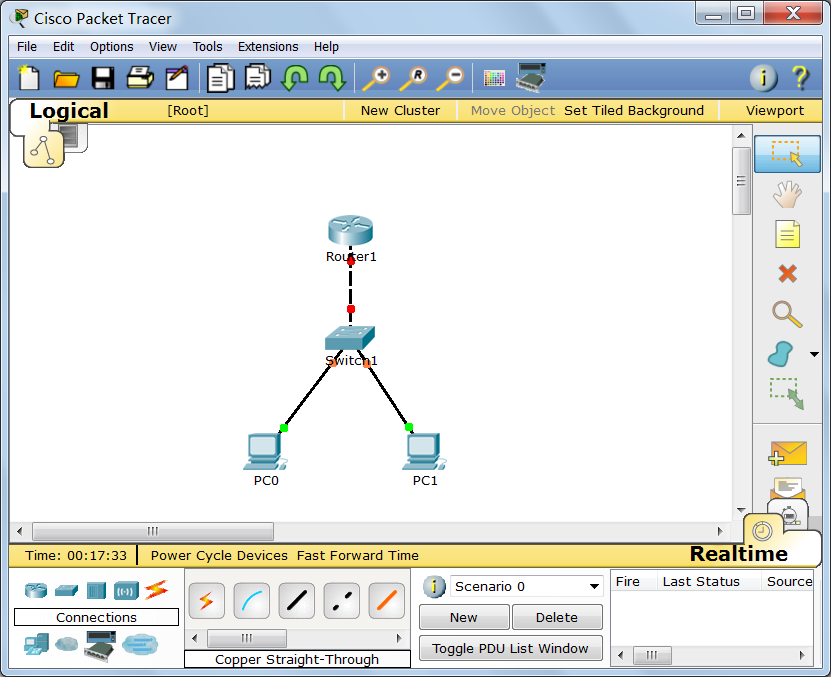 Cisco Packet Tracer
File Edit Options View Tools Extensions Help
R i ?
Logical [Root] New Cluster Move Object Set Tiled Background Viewport
Router1
Switch1
PC0 PC1
Time: 00:17:33 Power Cycle Devices Fast Forward Time Realtime
i Scenario 0 Fire Last Status Source
Connections New Delete
Toggle PDU List Window
Copper Straight-Through